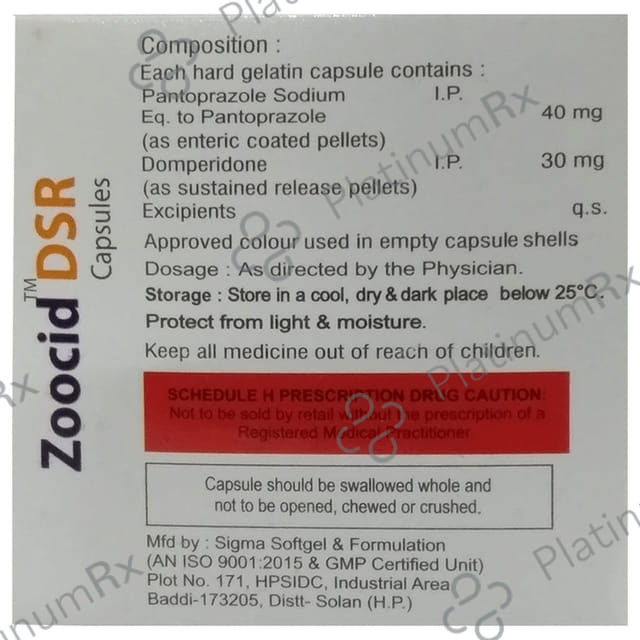 Zoocid™ DSR
Capsules
Composition :
Each hard gelatin capsule contains :
Pantoprazole Sodium I.P.
Eq. to Pantoprazole 40 mg
(as enteric coated pellets)
Domperidone I.P. 30 mg
(as sustained release pellets)
Excipients q.s.
Approved colour used in empty capsule shells
Dosage : As directed by the Physician.
Storage : Store in a cool, dry & dark place below 25°C.
Protect from light & moisture.
Keep all medicine out of reach of children.
SCHEDULE H PRESCRIPTION DRUG CAUTION:
Not to be sold by retail without the prescription of a
Registered Medical Practitioner
Capsule should be swallowed whole and
not to be opened, chewed or crushed.
Mfd by : Sigma Softgel & Formulation
(AN ISO 9001:2015 & GMP Certified Unit)
Plot No. 171, HPSIDC, Industrial Area
Baddi-173205, Distt- Solan (H.P.)
PlatinumRx
PlatinumRx
PlatinumRx